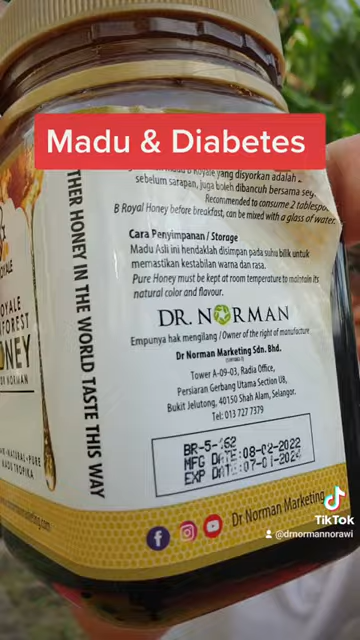 Madu & Diabetes
B Royale yang disyorkan adalah
sebelum sarapan, juga boleh dibancuh bersama
Recommended to consume 2
B Royal Honey before breakfast, can be mixed with a glass of water.
Cara Penyimpanan / Storage
Madu Asli ini hendaklah disimpan pada suhu bilik untuk
memastikan kestabilan warna dan rasa.
Pure Honey must be kept at room temperature to maintain its
natural color and flavour.
DR. NORMAN
Empunya hak mengilang / Owner of the right of manufacture
Dr Norman Marketing Sdn. Bhd.
Tower A-09-03, Radia Office,
Persiaran Gerbang Utama Section U8,
Bukit Jelutong, 40150 Shah Alam, Selangor.
Tel: 013 727 7379
BR-5-162
MFG DATE:08-02-2022
EXP DATE:07-01-2024
HONEY IN THE WORLD TASTE THIS WAY
NATURAL • PURE
MADU TROPIKA
Dr Norman Marketing
TikTok
@drnormannorawi